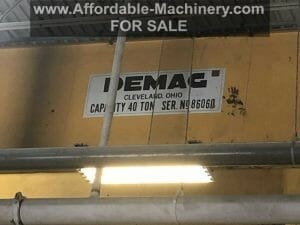 www.Affordable-Machinery.com
FOR SALE
DEMAG
CLEVELAND, OHIO
CAPACITY 40 TON SER. NO 86060